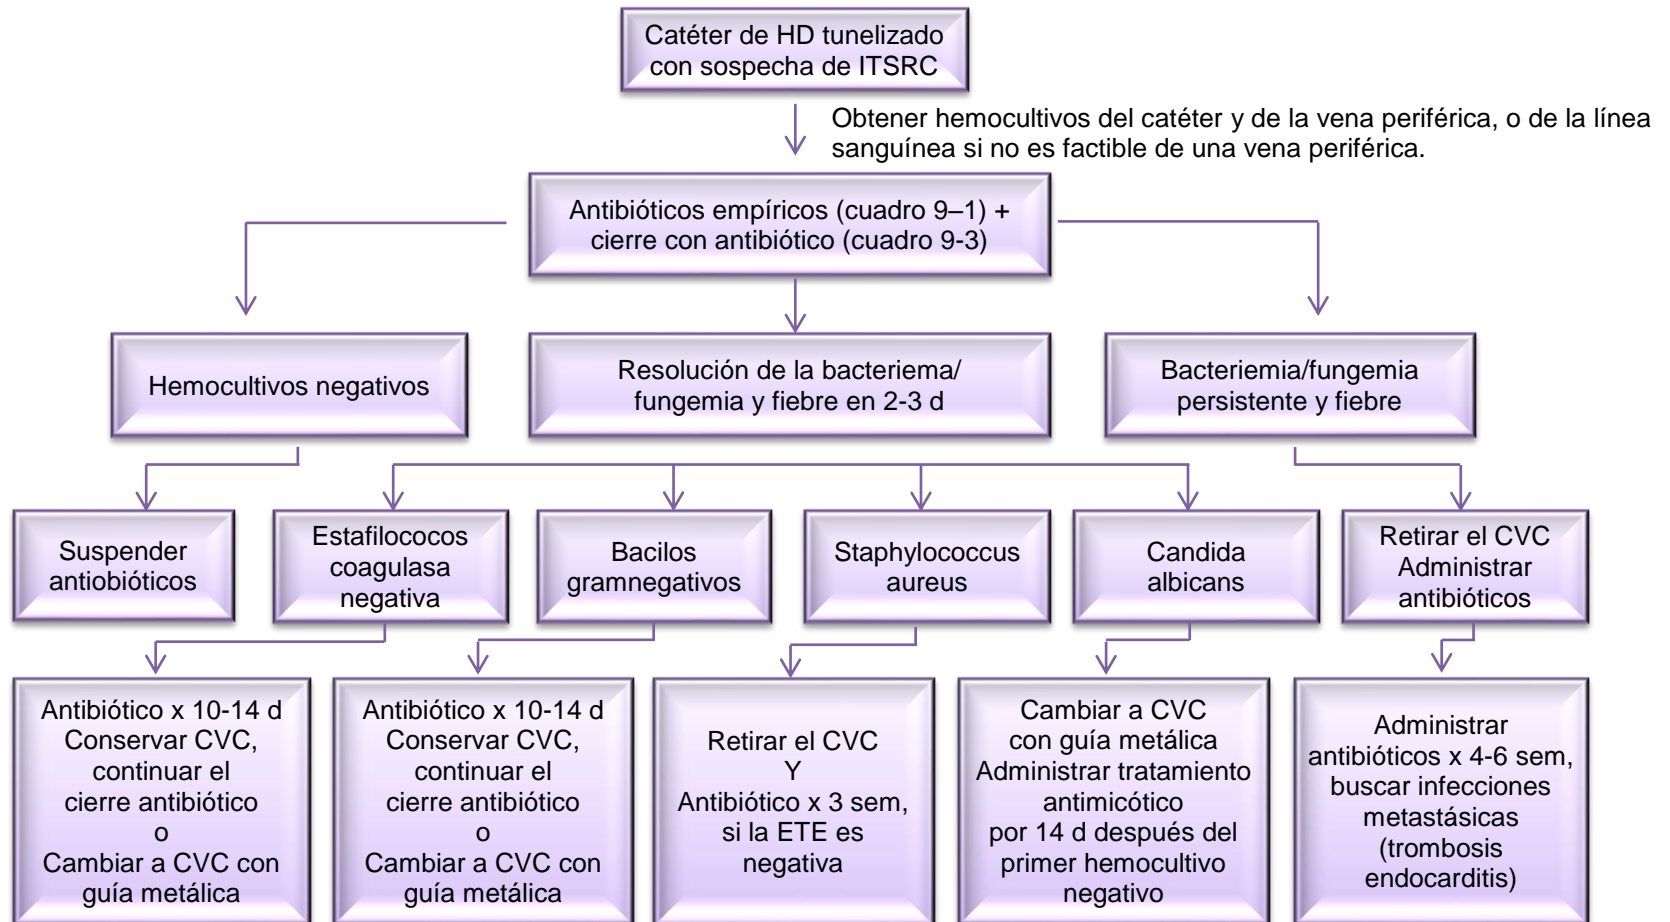 Catéter de HD tunelizado
con sospecha de ITSRC
Obtener hemocultivos del catéter y de la vena periférica, o de la línea
sanguínea si no es factible de una vena periférica.
Antibióticos empíricos (cuadro 9–1) +
cierre con antibiótico (cuadro 9-3)
Hemocultivos negativos
Resolución de la bacteriema/
fungemia y fiebre en 2-3 d
Bacteriemia/fungemia
persistente y fiebre
Suspender
antiobióticos
Estafilococos
coagulasa
negativa
Bacilos
gramnegativos
Staphylococcus
aureus
Candida
albicans
Retirar el CVC
Administrar
antibióticos
Antibiótico x 10-14 d
Conservar CVC,
continuar el
cierre antibiótico
o
Cambiar a CVC con
guía metálica
Antibiótico x 10-14 d
Conservar CVC,
continuar el
cierre antibiótico
o
Cambiar a CVC con
guía metálica
Retirar el CVC
Y
Antibiótico x 3 sem,
si la ETE es
negativa
Cambiar a CVC
con guía metálica
Administrar tratamiento
antimicótico
por 14 d después del
primer hemocultivo
negativo
Administrar
antibióticos x 4-6 sem,
buscar infecciones
metastásicas
(trombosis
endocarditis)